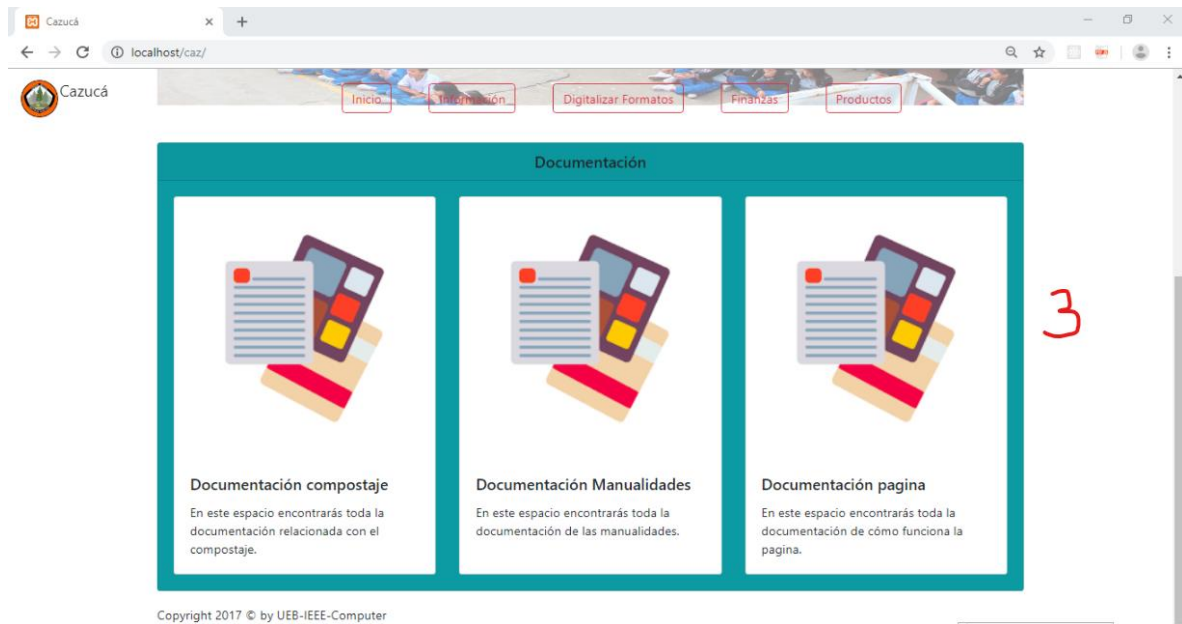 Cazucá
localhost/caz/
Cazucá
Inicio
Información
Digitalizar Formatos
Finanzas
Productos
Documentación
3
Documentación compostaje
En este espacio encontrarás toda la
documentación relacionada con el
compostaje.
Documentación Manualidades
En este espacio encontrarás toda la
documentación de las manualidades.
Documentación pagina
En este espacio encontrarás toda la
documentación de cómo funciona la
pagina.
Copyright 2017 © by UEB-IEEE-Computer